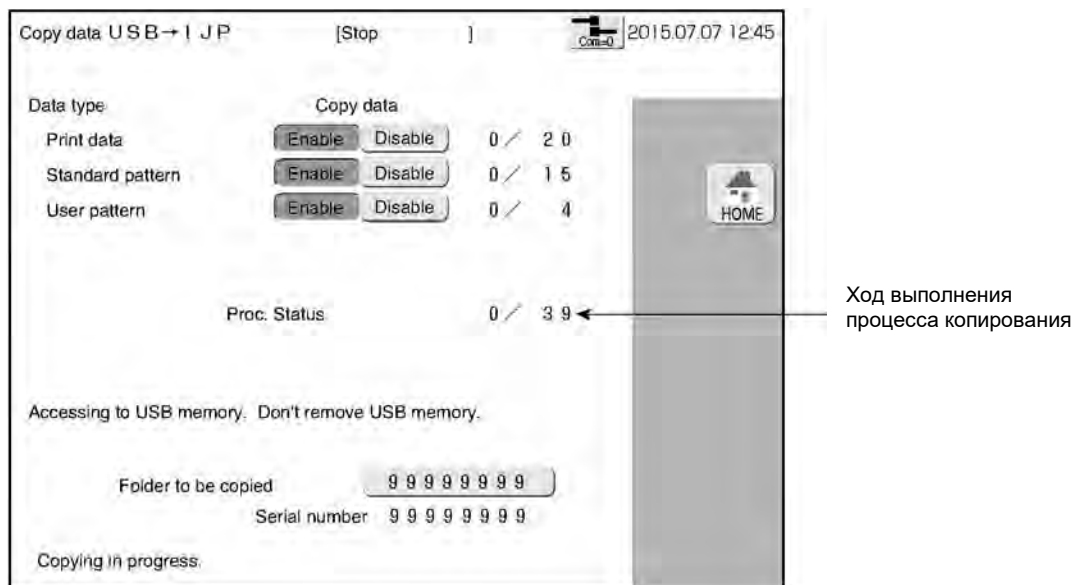 Copy data USB→IJP [Stop ] Com=0 2015.07.07 12:45
Data type Copy data
Print data Enable Disable 0/ 20
Standard pattern Enable Disable 0/ 15
User pattern Enable Disable 0/ 4
HOME
Proc. Status 0/ 39
Ход выполнения
процесса копирования
Accessing to USB memory. Don't remove USB memory.
Folder to be copied 99999999
Serial number 99999999
Copying in progress.